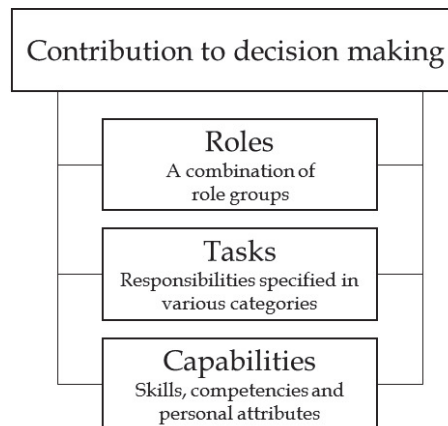 Contribution to decision making
Roles
A combination of
role groups
Tasks
Responsibilities specified in
various categories
Capabilities
Skills, competencies and
personal attributes